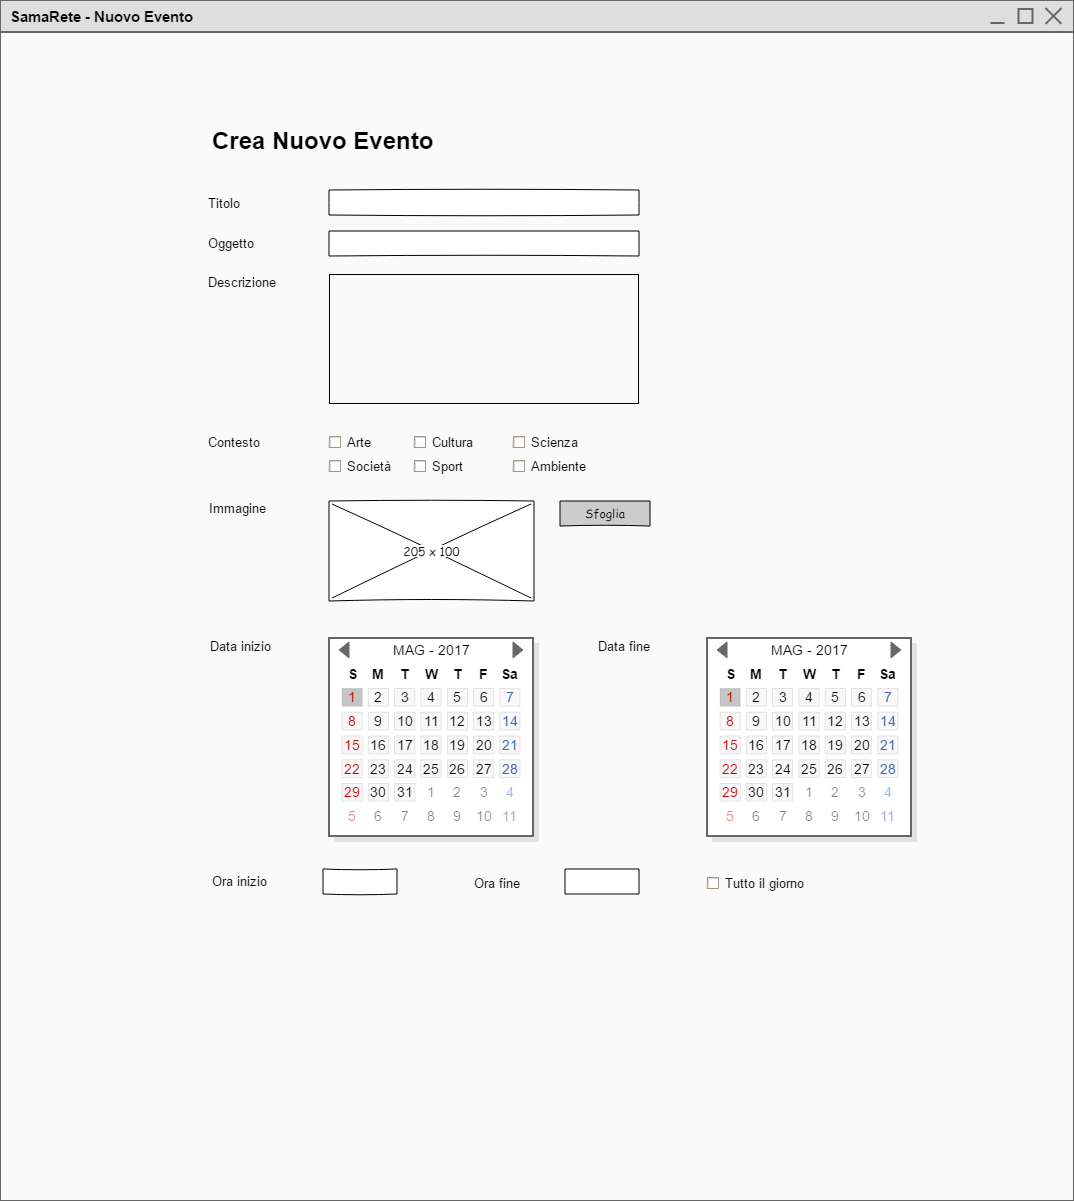 SamaRete - Nuovo Evento
Crea Nuovo Evento
Titolo
Oggetto
Descrizione
Contesto Arte Cultura Scienza
Società Sport Ambiente
Immagine Sfoglia
205 x 100
Data inizio MAG - 2017 Data fine MAG - 2017
S M T W T F Sa S M T W T F Sa
1 2 3 4 5 6 7 1 2 3 4 5 6 7
8 9 10 11 12 13 14 8 9 10 11 12 13 14
15 16 17 18 19 20 21 15 16 17 18 19 20 21
22 23 24 25 26 27 28 22 23 24 25 26 27 28
29 30 31 1 2 3 4 29 30 31 1 2 3 4
5 6 7 8 9 10 11 5 6 7 8 9 10 11
Ora inizio Ora fine Tutto il giorno